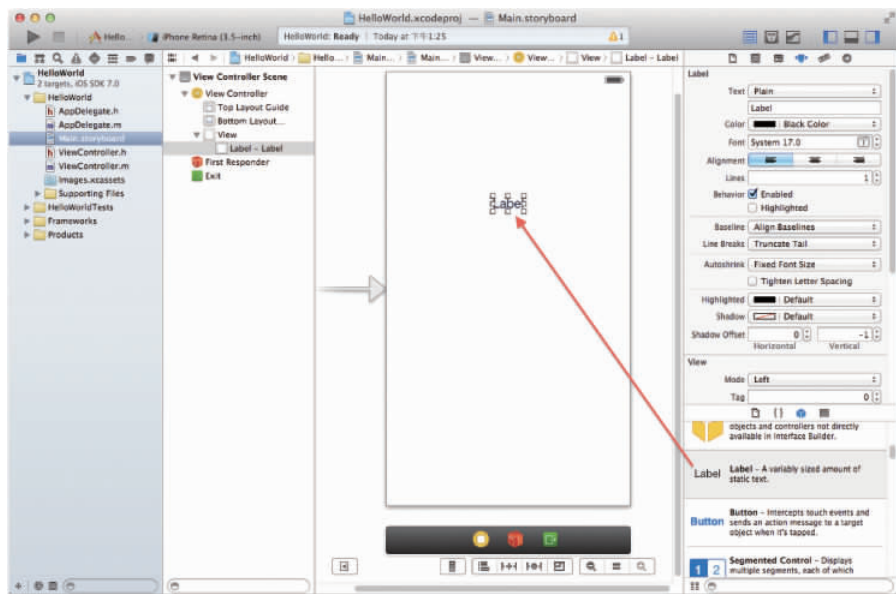 HelloWorld.xcodeproj — Main.storyboard
Hello... iPhone Retina (3.5-inch)
HelloWorld: Ready | Today at 下午1:25
1
HelloWorld Hello... Main... Main... View... View... View Label - Label
HelloWorld
2 targets, iOS SDK 7.0
HelloWorld
AppDelegate.h
AppDelegate.m
Main.storyboard
ViewController.h
ViewController.m
Images.xcassets
Supporting Files
HelloWorldTests
Frameworks
Products
View Controller Scene
View Controller
Top Layout Guide
Bottom Layout...
View
Label - Label
First Responder
Exit
Label
Label
Text Plain
Label
Color Black Color
Font System 17.0
Alignment
Lines 1
Behavior Enabled
Highlighted
Baseline Align Baselines
Line Breaks Truncate Tail
Autoshrink Fixed Font Size
Tighten Letter Spacing
Highlighted Default
Shadow Default
Shadow Offset 0 -1
Horizontal Vertical
View
Mode Left
Tag 0
objects and controllers not directly
available in Interface Builder.
Label Label - A variably sized amount of
static text.
Button Button - Intercepts touch events and
sends an action message to a target
object when it's tapped.
1 2 Segmented Control - Displays
multiple segments, each of which